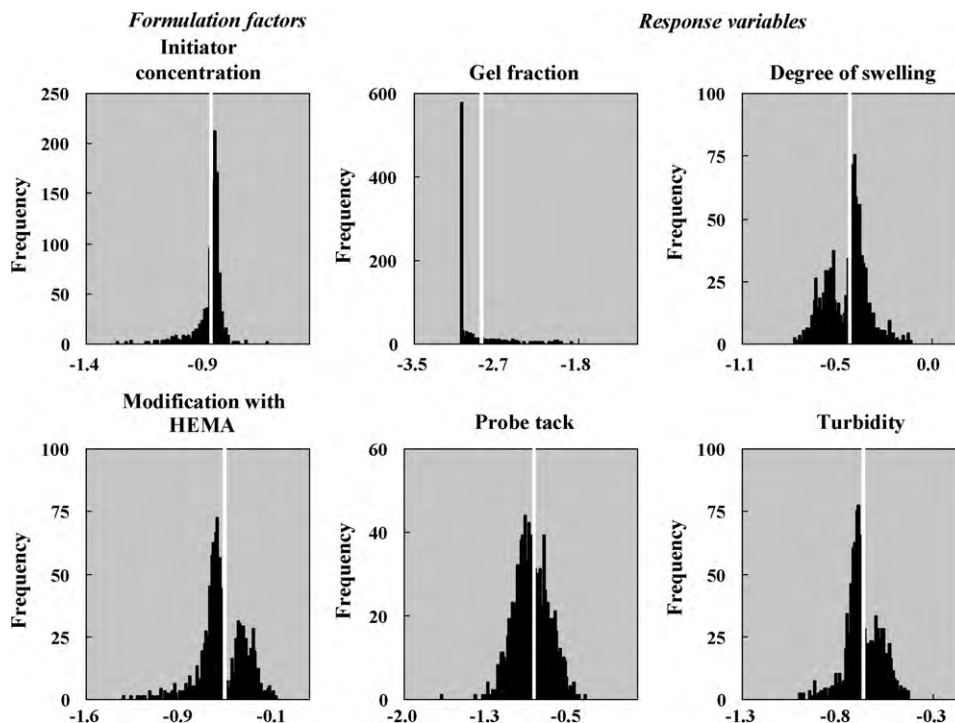 Formulation factors
Response variables
Initiator
concentration
Gel fraction
Degree of swelling
250
200
150
100
50
0
Frequency
-1.4
-0.9
600
400
200
0
Frequency
-3.5
-2.7
-1.8
100
75
50
25
0
Frequency
-1.1
-0.5
0.0
Modification with
HEMA
Probe tack
Turbidity
100
75
50
25
0
Frequency
-1.6
-0.9
-0.1
60
40
20
0
Frequency
-2.0
-1.3
-0.5
100
75
50
25
0
Frequency
-1.3
-0.8
-0.3